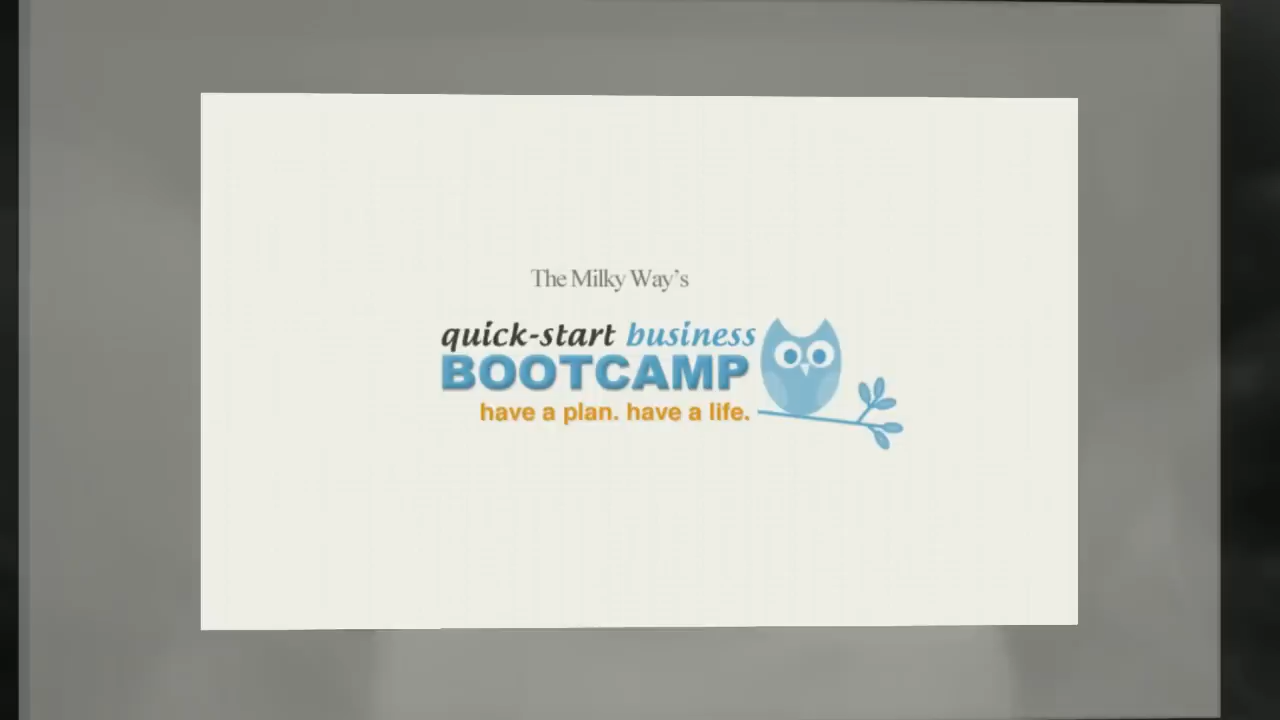 The Milky Way's
quick-start business
BOOTCAMP
have a plan. have a life.